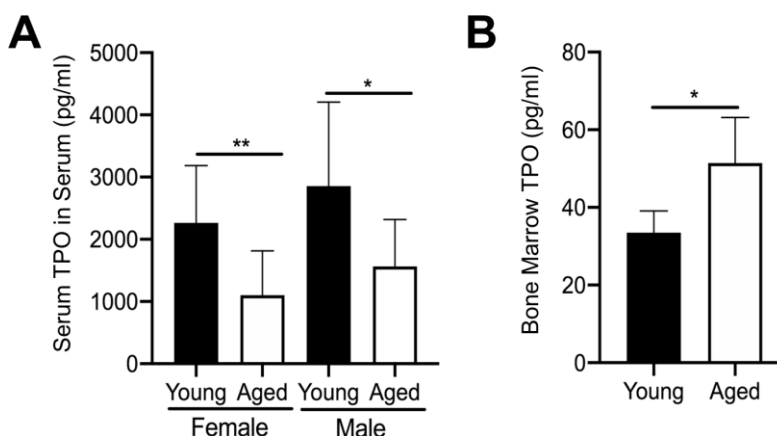 A
Serum TPO in Serum (pg/ml)
5000
4000
3000
2000
1000
0
**
*
Young Aged Young Aged
Female Male
B
Bone Marrow TPO (pg/ml)
80
60
40
20
0
*
Young Aged